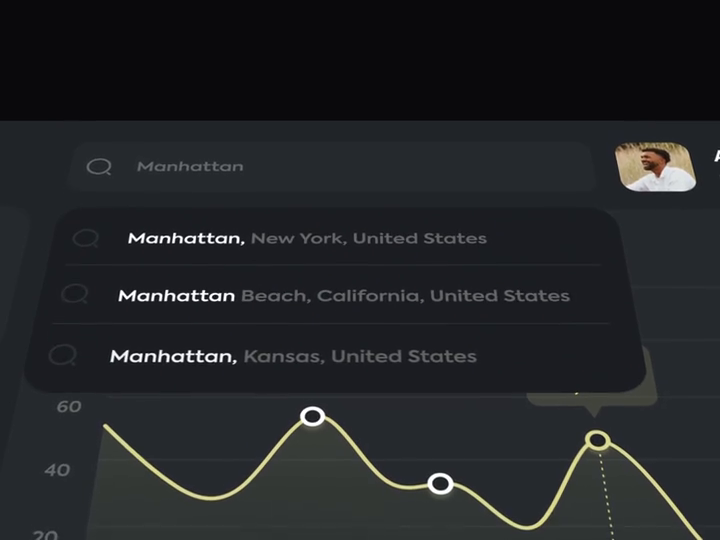 Manhattan
Manhattan, New York, United States
Manhattan Beach, California, United States
Manhattan, Kansas, United States
60
40
20